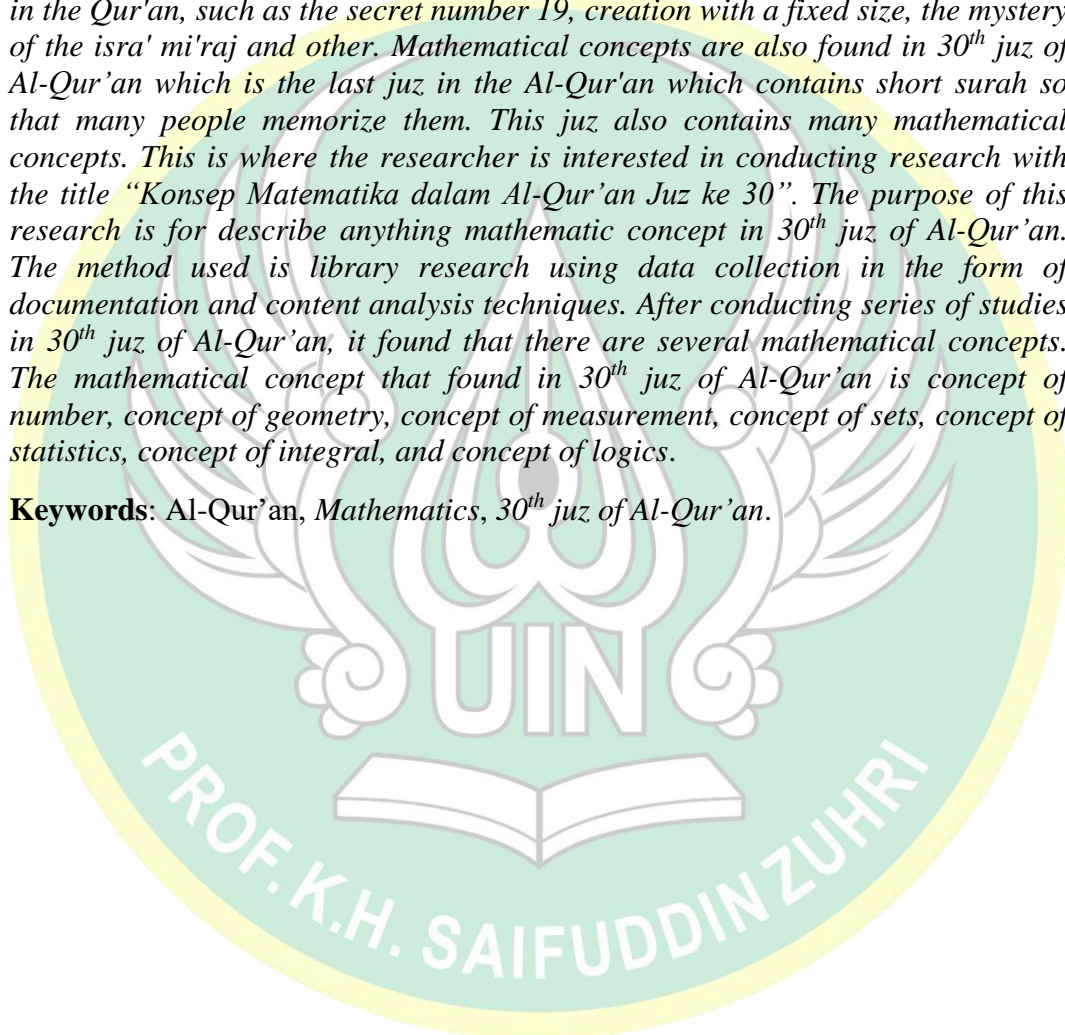 in the Qur'an, such as the secret number 19, creation with a fixed size, the mystery
of the isra' mi'raj and other. Mathematical concepts are also found in 30th juz of
Al-Qur’an which is the last juz in the Al-Qur'an which contains short surah so
that many people memorize them. This juz also contains many mathematical
concepts. This is where the researcher is interested in conducting research with
the title “Konsep Matematika dalam Al-Qur’an Juz ke 30”. The purpose of this
research is for describe anything mathematic concept in 30th juz of Al-Qur’an.
The method used is library research using data collection in the form of
documentation and content analysis techniques. After conducting series of studies
in 30th juz of Al-Qur’an, it found that there are several mathematical concepts.
The mathematical concept that found in 30th juz of Al-Qur’an is concept of
number, concept of geometry, concept of measurement, concept of sets, concept of
statistics, concept of integral, and concept of logics.
Keywords: Al-Qur’an, Mathematics, 30th juz of Al-Qur’an.
UIN
PROF. K.H. SAIFUDDIN ZUHRI